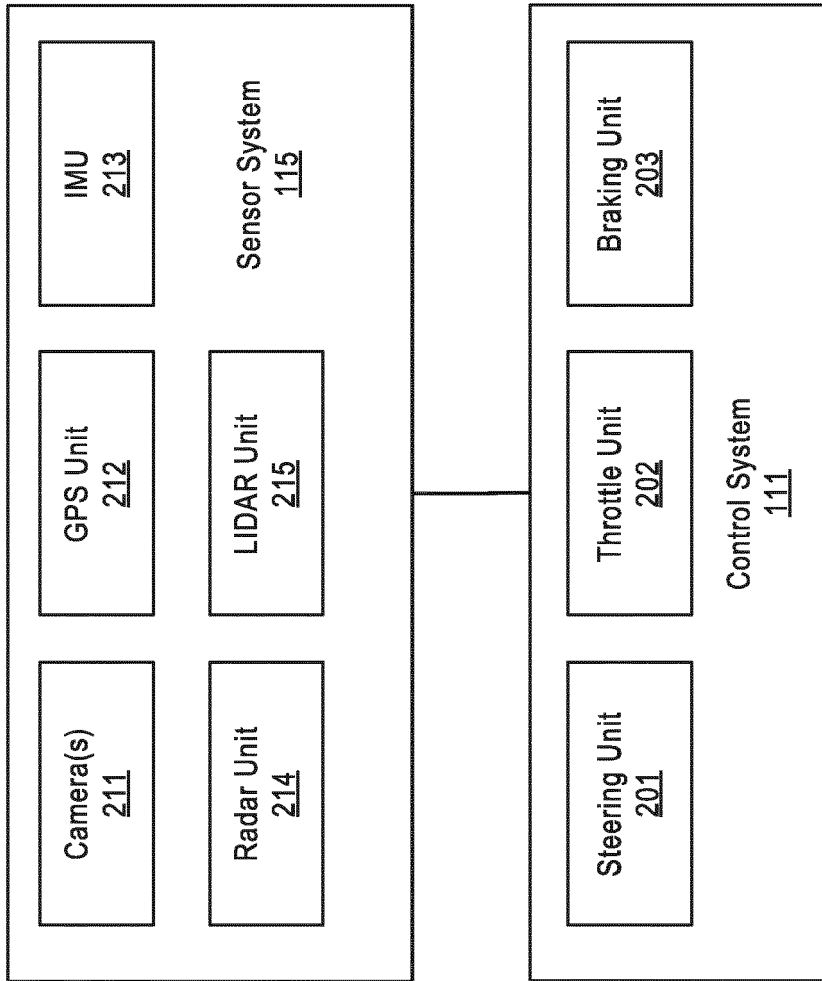 Camera(s)
211
GPS Unit
212
IMU
213
Radar Unit
214
LIDAR Unit
215
Sensor System
115
Steering Unit
201
Throttle Unit
202
Braking Unit
203
Control System
111